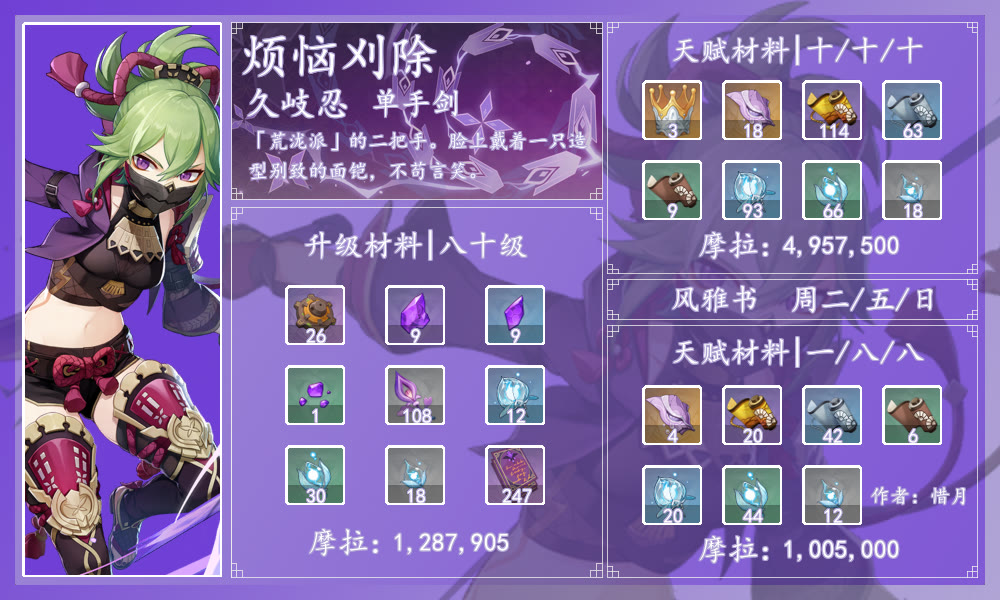 烦恼刈除
久岐忍 单手剑
「荒泷派」的二把手。脸上戴着一只造
型别致的面铠，不苟言笑。
升级材料|八十级
26 9 9
1 108 12
30 18 247
摩拉：1,287,905
天赋材料|十/十/十
3 18 114 63
9 93 66 18
摩拉：4,957,500
风雅书 周二/五/日
天赋材料|一/八/八
4 20 42 6
20 44 12
作者：惜月
摩拉：1,005,000